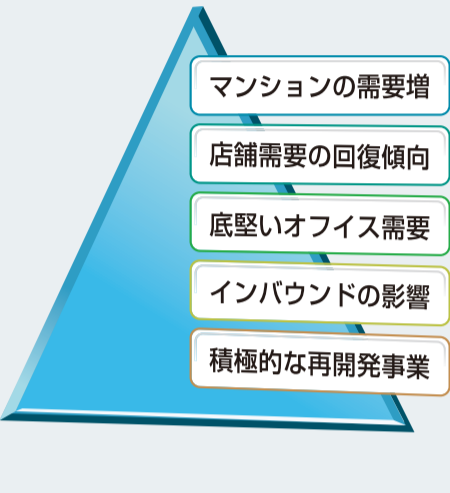 マンションの需要増
店舗需要の回復傾向
底堅いオフィス需要
インバウンドの影響
積極的な再開発事業